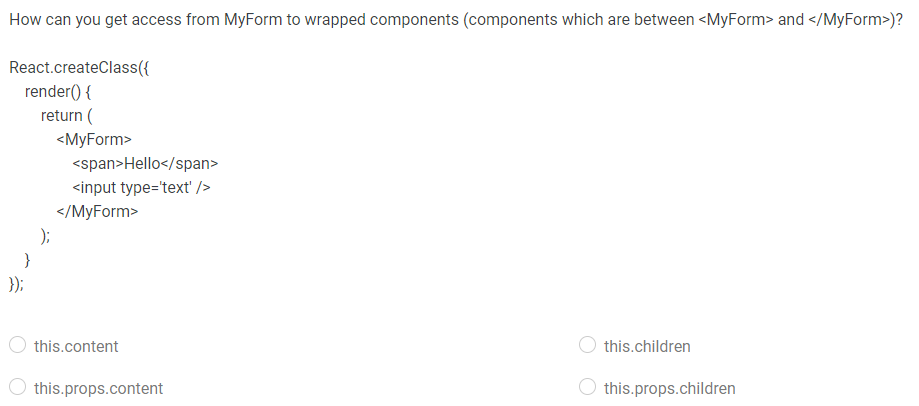 How can you get access from MyForm to wrapped components (components which are between <MyForm> and </MyForm>)?
React.createClass({
render() {
return (
<MyForm>
<span>Hello</span>
<input type='text' />
</MyForm>
);
}
});
this.content
this.children
this.props.content
this.props.children